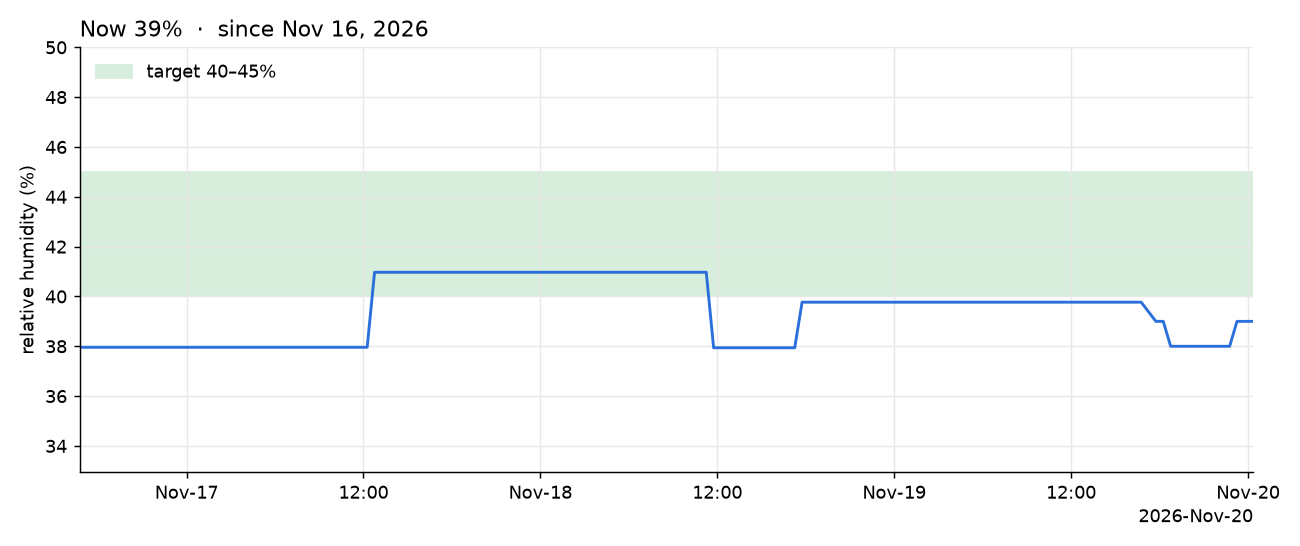 Now 39%  ·  since Nov 16, 2026
50
target 40–45%
48
46
44
42
40
38
36
34
relative humidity (%)
Nov-17 12:00 Nov-18 12:00 Nov-19 12:00 Nov-20
2026-Nov-20